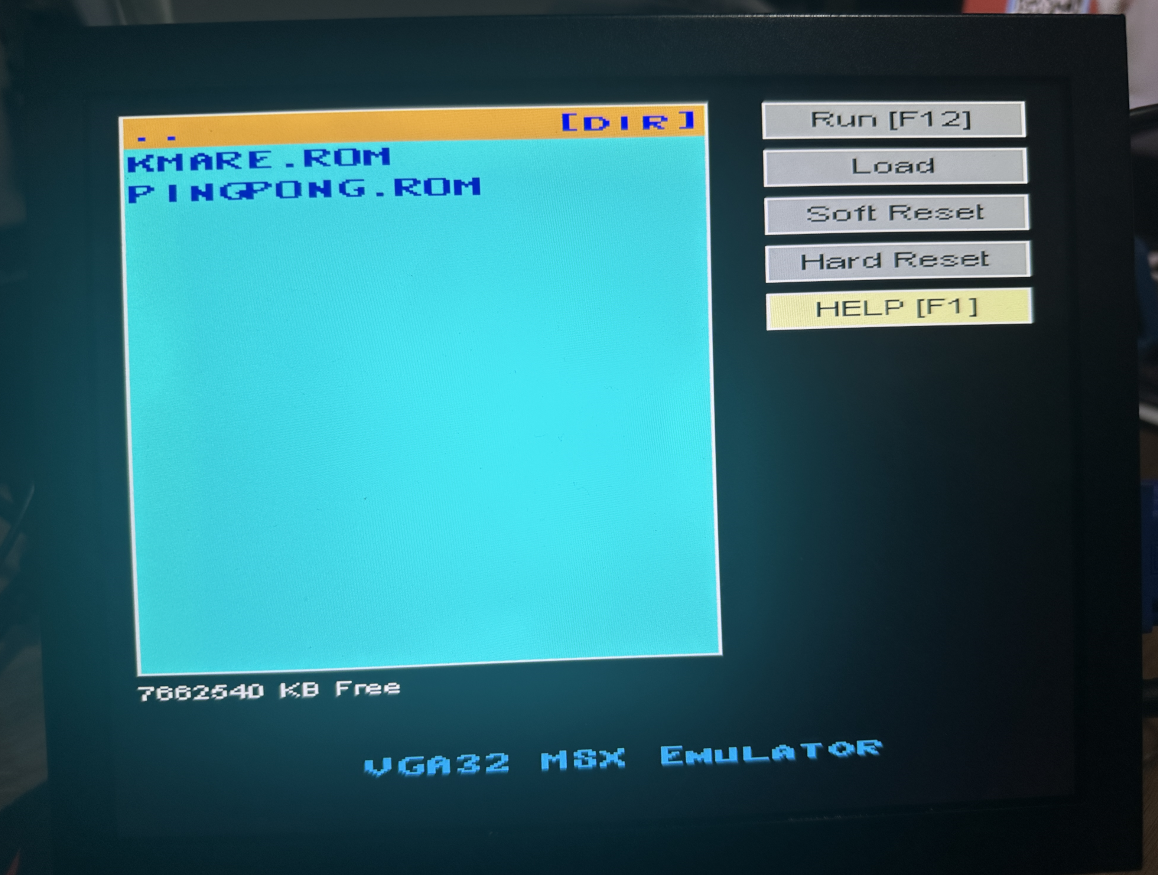 .. [DIR]
KMARE.ROM
PINGPONG.ROM
Run [F12]
Load
Soft Reset
Hard Reset
HELP [F1]
7662540 KB Free
VGA32 MSX Emulator